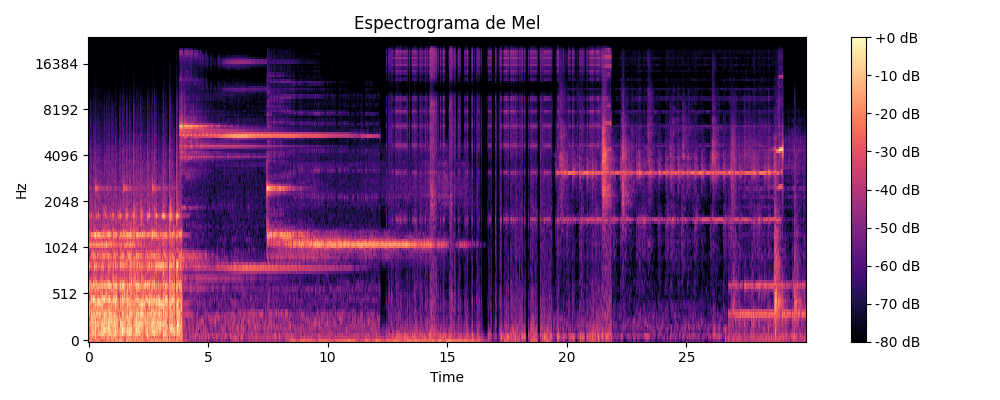 Espectrograma de Mel
Hz
16384
8192
4096
2048
1024
512
0
0 5 10 15 20 25
Time
+0 dB
-10 dB
-20 dB
-30 dB
-40 dB
-50 dB
-60 dB
-70 dB
-80 dB